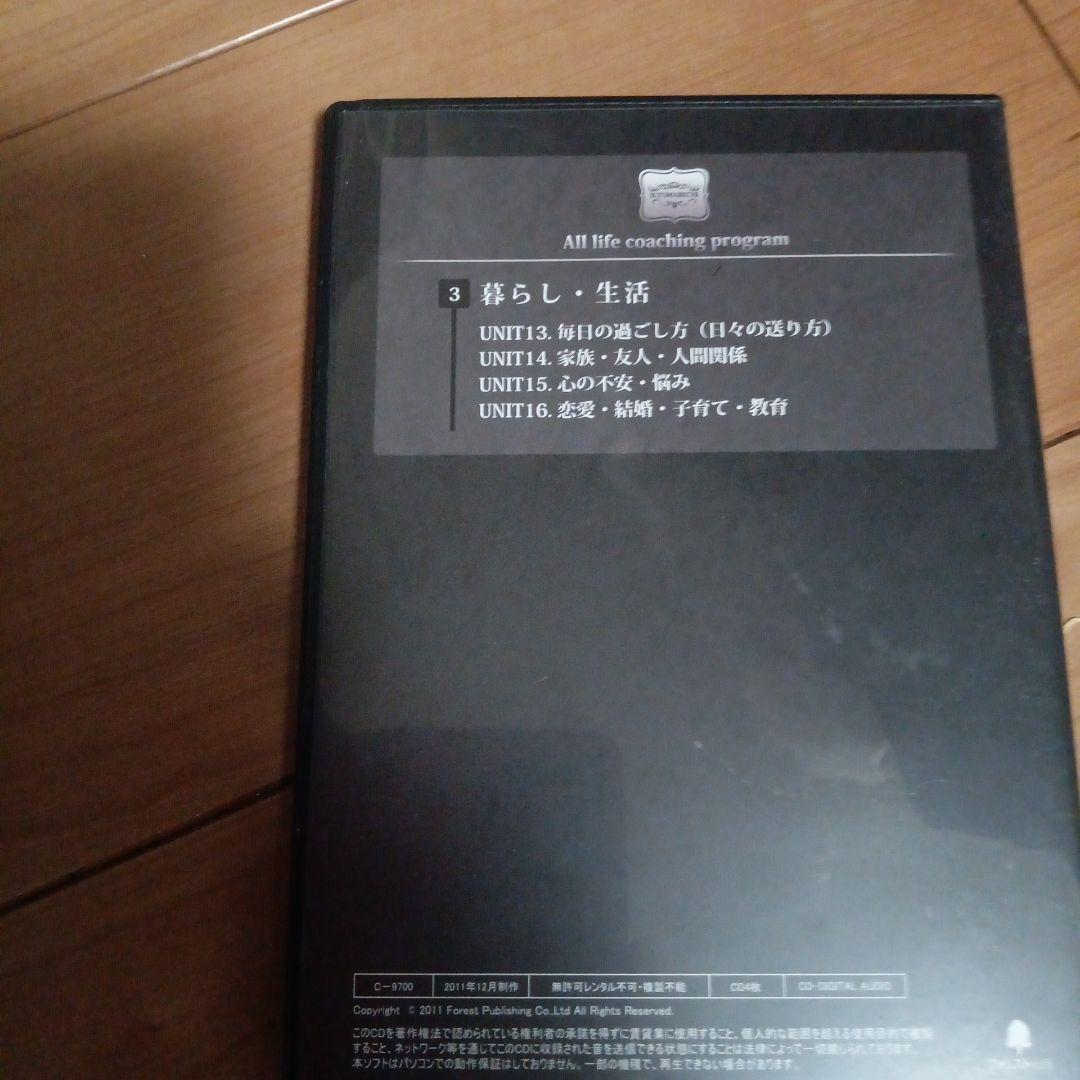 H.TOMABECHI
All life coaching program
3 暮らし・生活
UNIT13. 毎日の過ごし方（日々の送り方）
UNIT14. 家族・友人・人間関係
UNIT15. 心の不安・悩み
UNIT16. 恋愛・結婚・子育て・教育
C-9700 2011年12月制作 無許可レンタル不可・複製不能 CD4枚 CD-DIGITAL AUDIO
Copyright © 2011 Forest Publishing Co.,Ltd All Rights Reserved.
このCDを著作権法で認められている権利者の承諾を得ずに賃貸業に使用すること、個人的な範囲を超える使用目的で複製
すること、ネットワーク等を通じてこのCDに収録された音を送信できる状態にすることは法律によって一切禁じられております。
本ソフトはパソコンでの動作保証はしておりません。一部の機種で、再生できない場合があります。